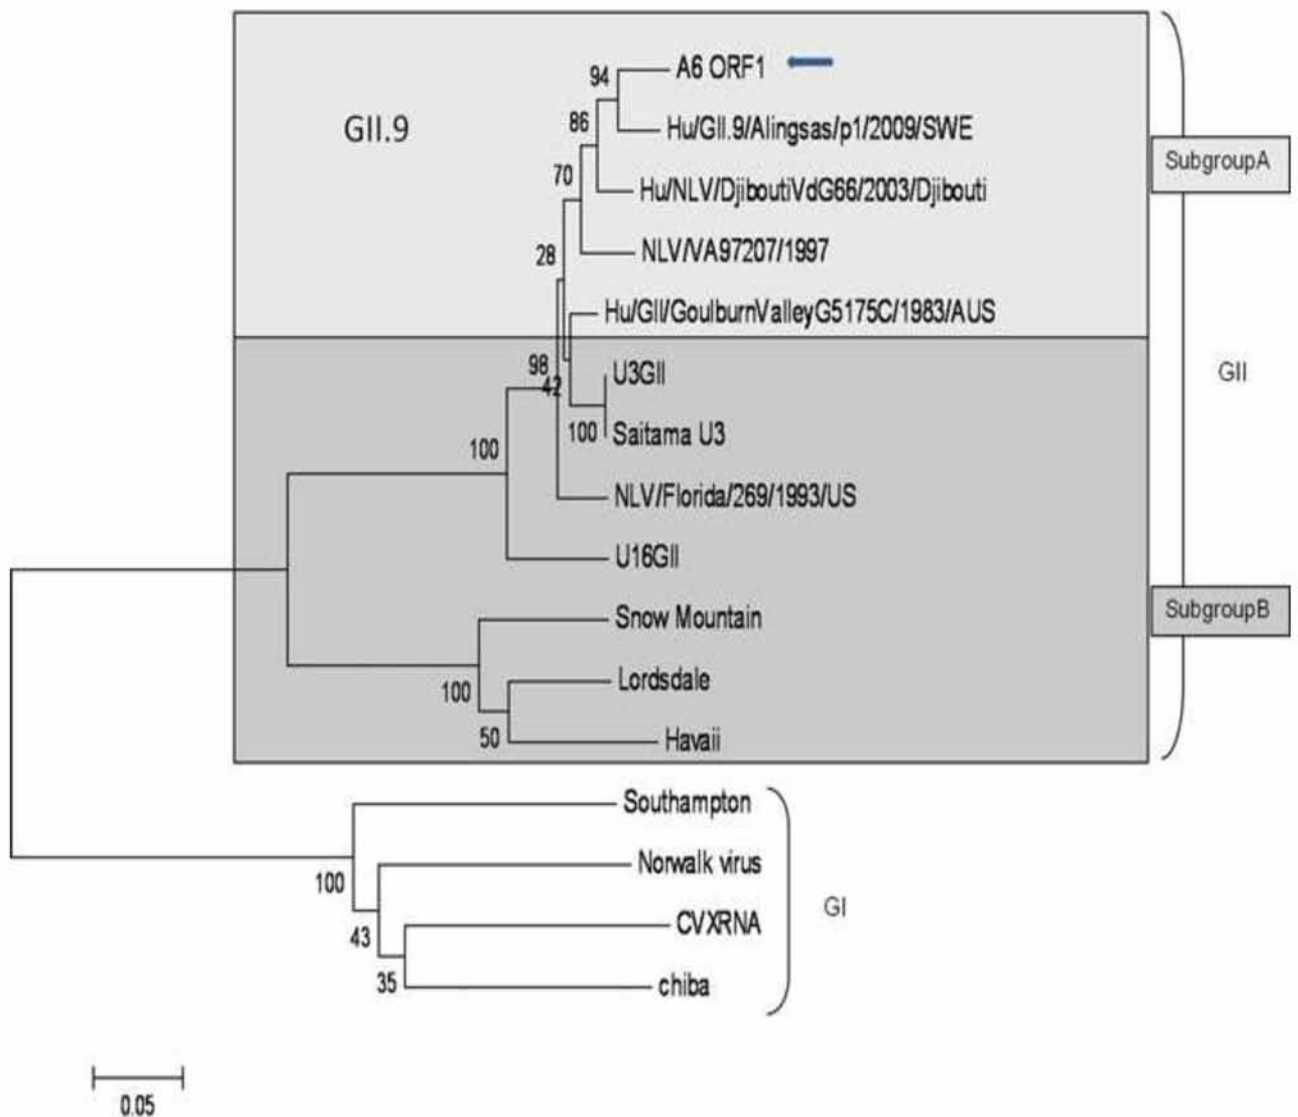 A6 ORF1
94
GII.9
86
Hu/GII.9/Alingsas/p1/2009/SWE
SubgroupA
70
Hu/NLV/DjiboutiVdG66/2003/Djibouti
28
NLV/VA97207/1997
Hu/GII/GoulburnValleyG5175C/1983/AUS
98
42
U3GII
GII
100
Saitama U3
100
NLV/Florida/269/1993/US
U16GII
Snow Mountain
SubgroupB
100
Lordsdale
50
Havaii
Southampton
100
Norwalk virus
GI
43
CVXRNA
35
chiba
0.05